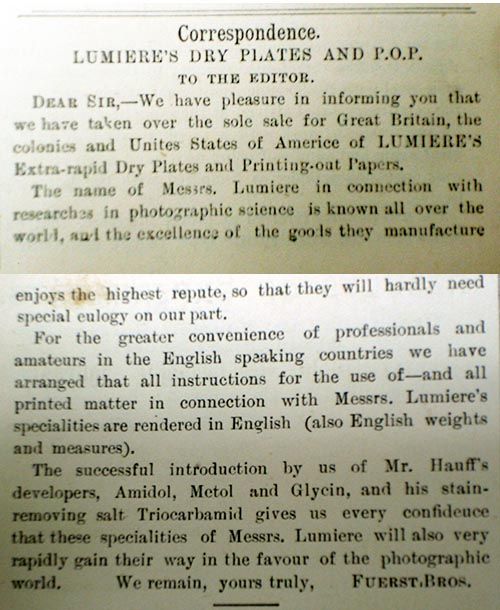 Correspondence.
LUMIERE'S DRY PLATES AND P.O.P.
TO THE EDITOR.
DEAR SIR,—We have pleasure in informing you that
we have taken over the sole sale for Great Britain, the
colonies and Unites States of Americe of LUMIERE'S
Extra-rapid Dry Plates and Printing-out Papers.
The name of Messrs. Lumiere in connection with
researches in photographic science is known all over the
world, and the excellence of the goods they manufacture
enjoys the highest repute, so that they will hardly need
special eulogy on our part.
For the greater convenience of professionals and
amateurs in the English speaking countries we have
arranged that all instructions for the use of—and all
printed matter in connection with Messrs. Lumiere's
specialities are rendered in English (also English weights
and measures).
The successful introduction by us of Mr. Hauff's
developers, Amidol, Metol and Glycin, and his stain-
removing salt Triocarbamid gives us every confidence
that these specialities of Messrs. Lumiere will also very
rapidly gain their way in the favour of the photographic
world. We remain, yours truly, FUERST.BROS.